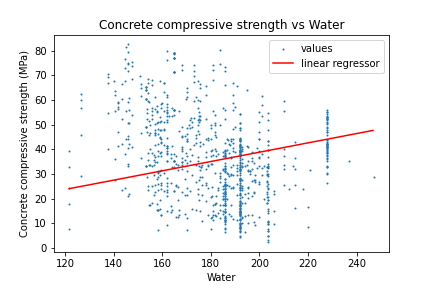 Concrete compressive strength vs Water
values
linear regressor
Concrete compressive strength (MPa)
80
70
60
50
40
30
20
10
0
120 140 160 180 200 220 240
Water